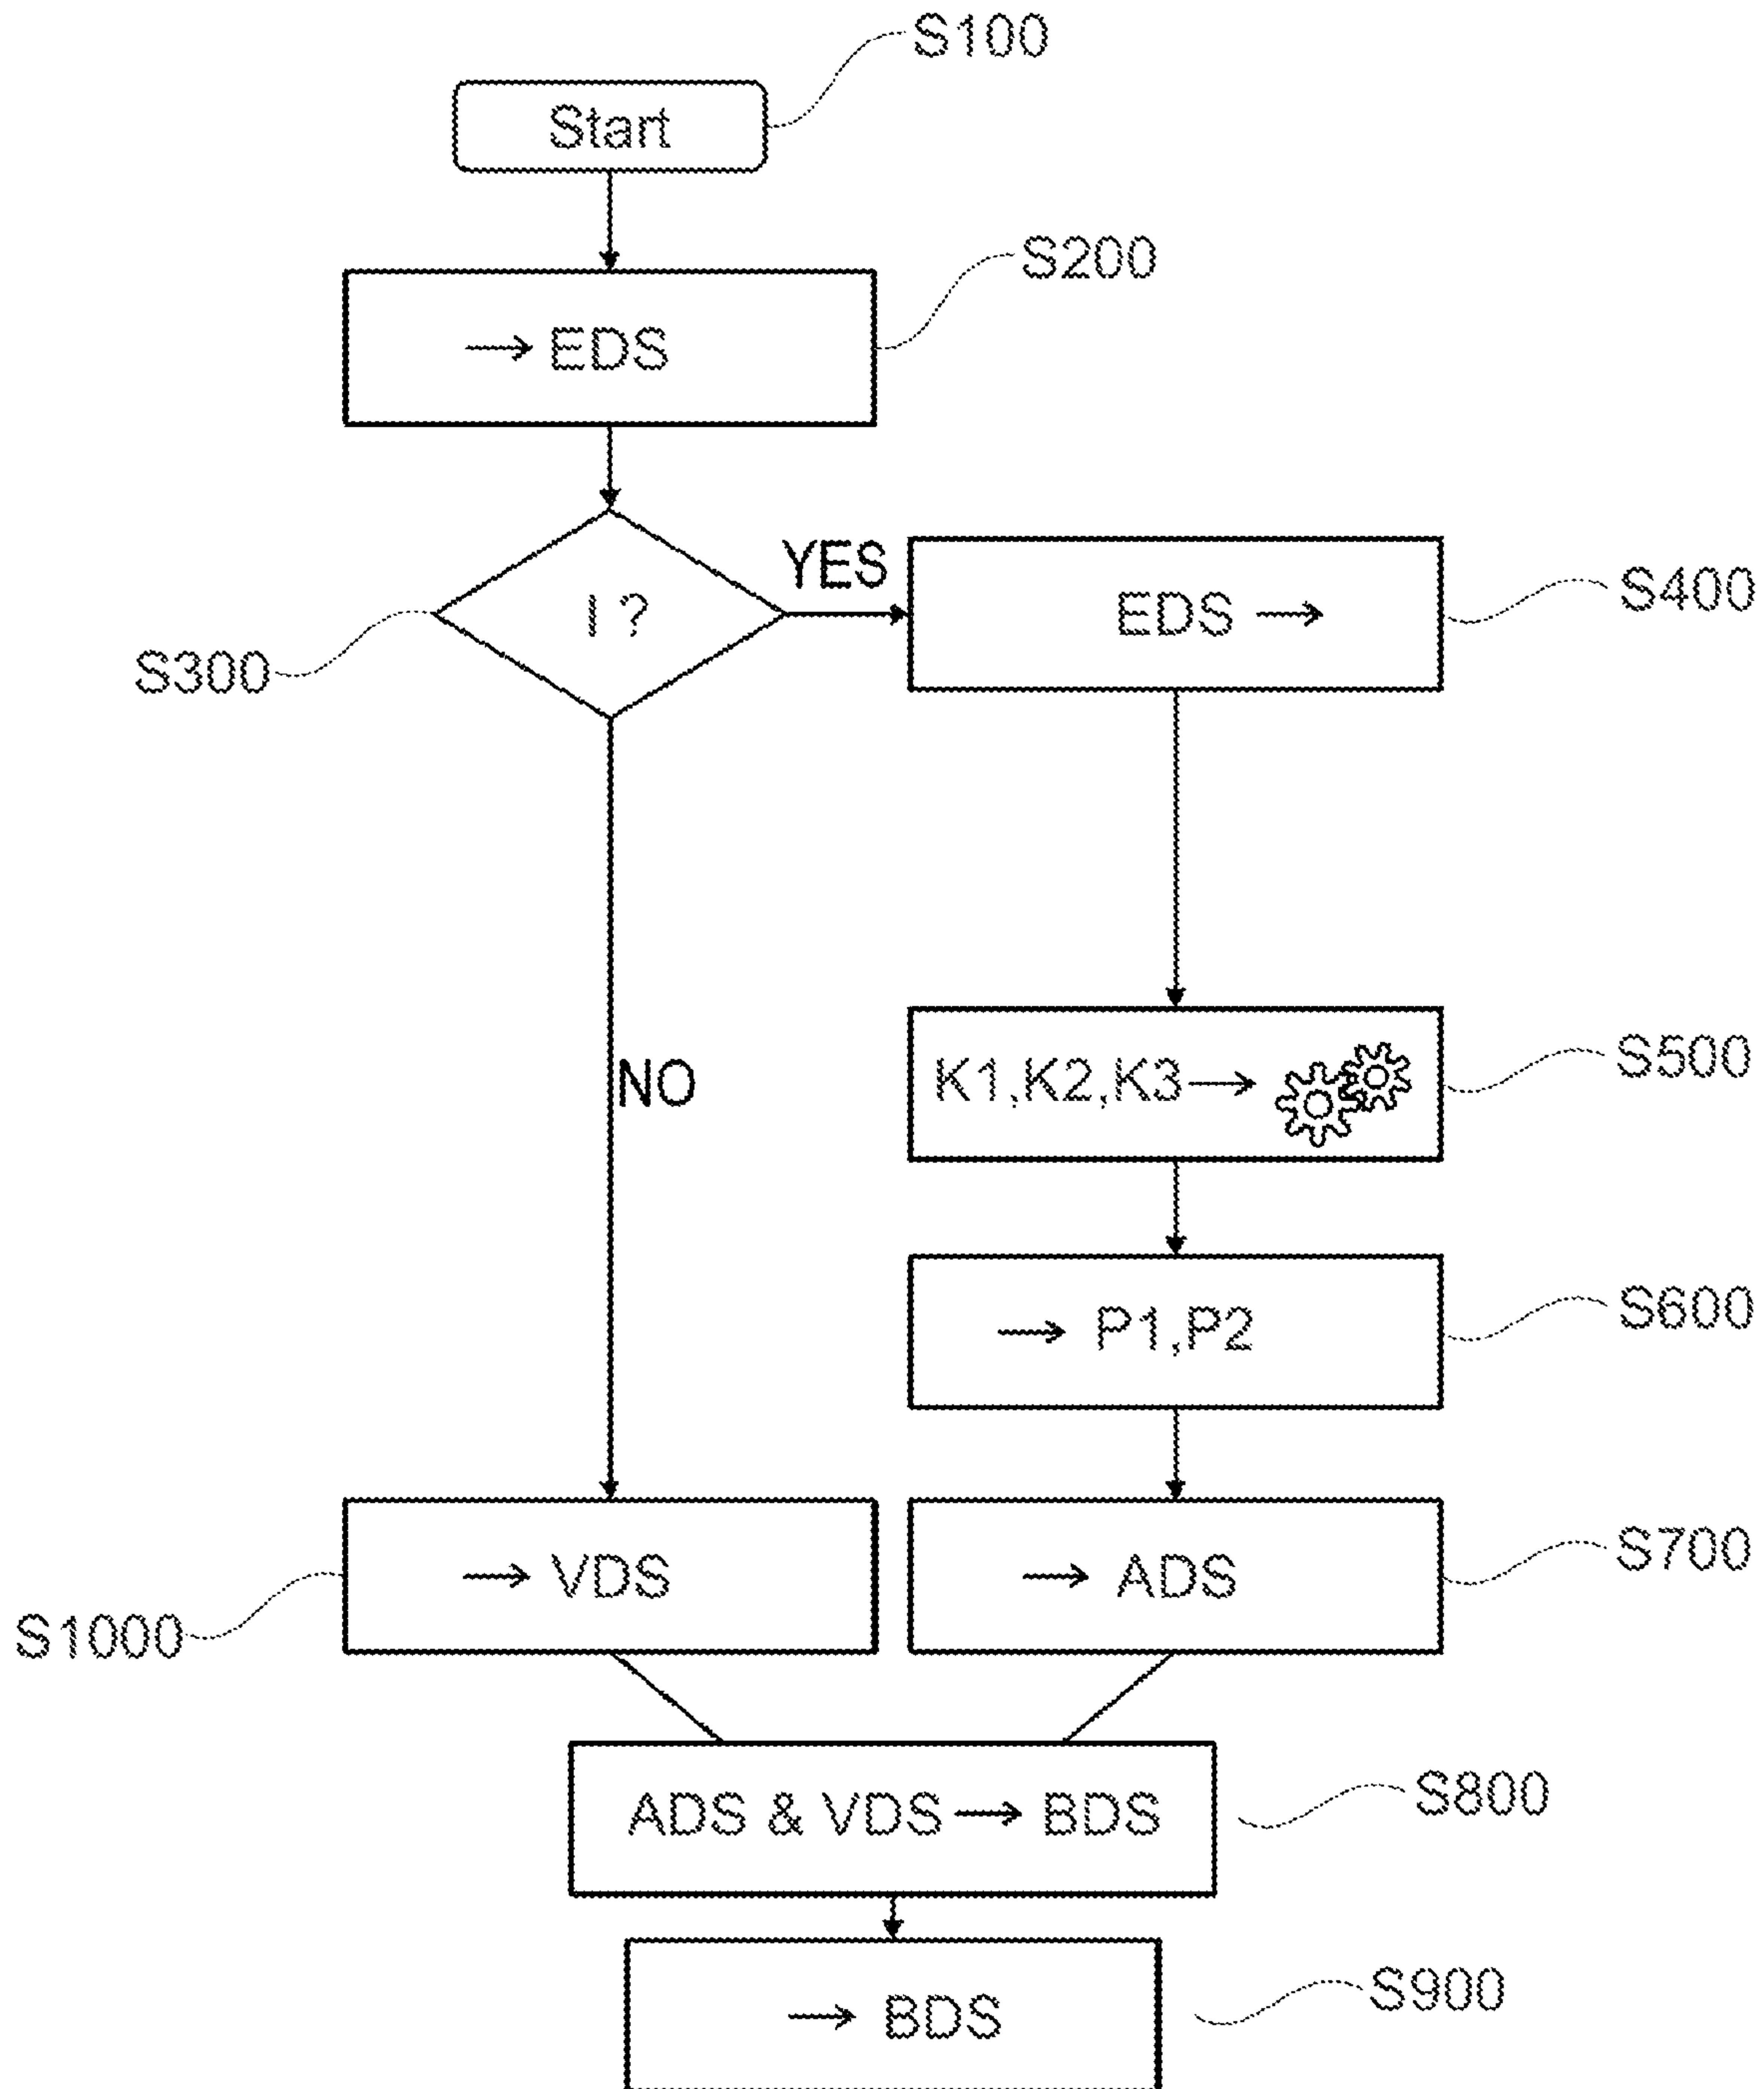 S100
Start
S200
→ EDS
YES
I ?
EDS →
S400
S300
NO
K1,K2,K3 →
S500
→ P1,P2
S600
→ VDS
→ ADS
S700
S1000
ADS & VDS → BDS
S800
→ BDS
S900